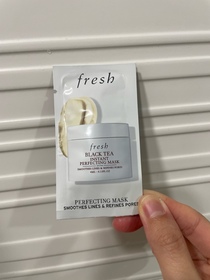 fresh
fresh
BLACK TEA
INSTANT
PERFECTING MASK
PERFECTING MASK
SMOOTHES LINES & REFINES PORES